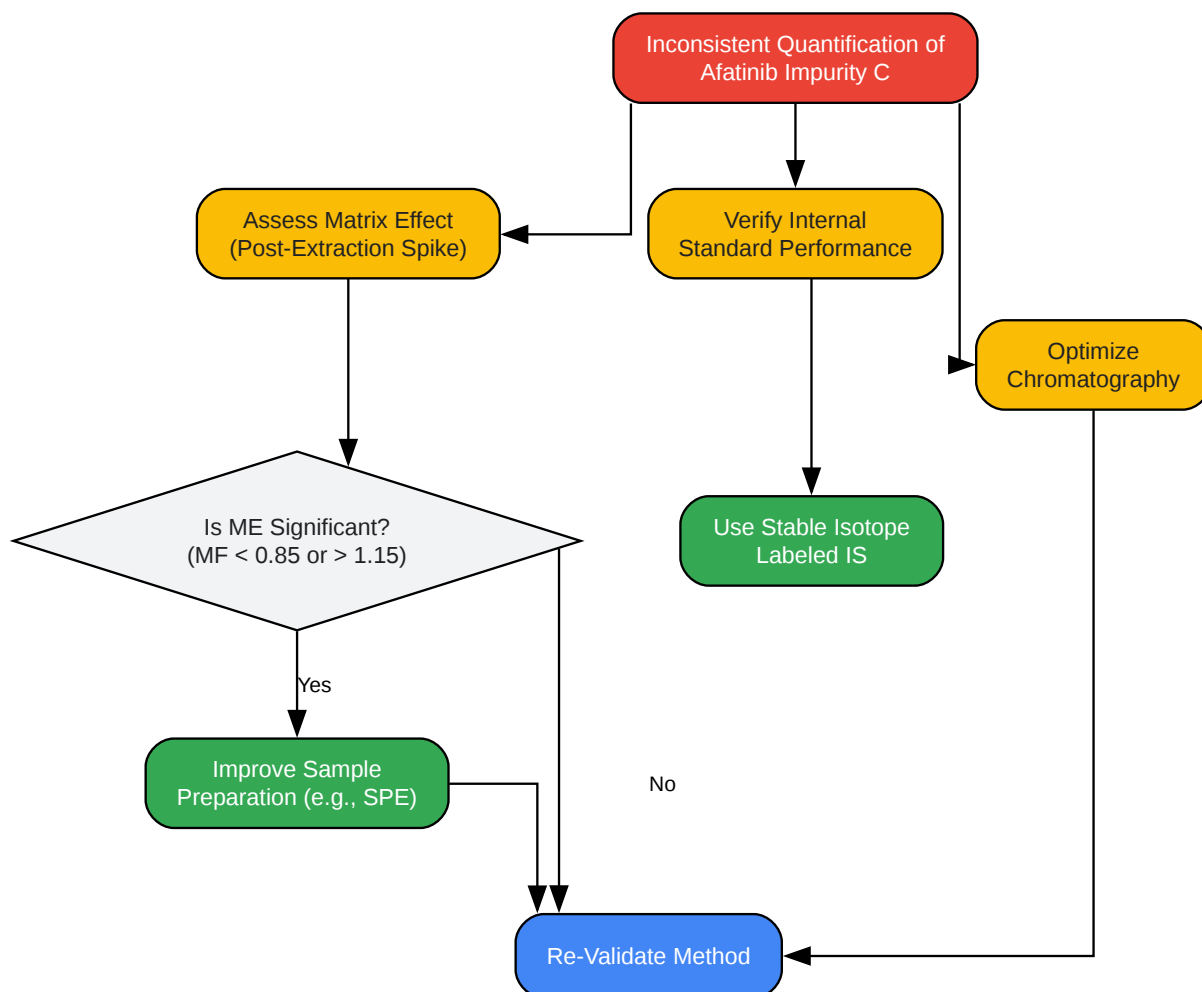 Inconsistent Quantification of
Afatinib Impurity C
Assess Matrix Effect
(Post-Extraction Spike)
Verify Internal
Standard Performance
Optimize
Chromatography
Is ME Significant?
(MF < 0.85 or > 1.15)
Use Stable Isotope
Labeled IS
Yes
Improve Sample
Preparation (e.g., SPE)
No
Re-Validate Method